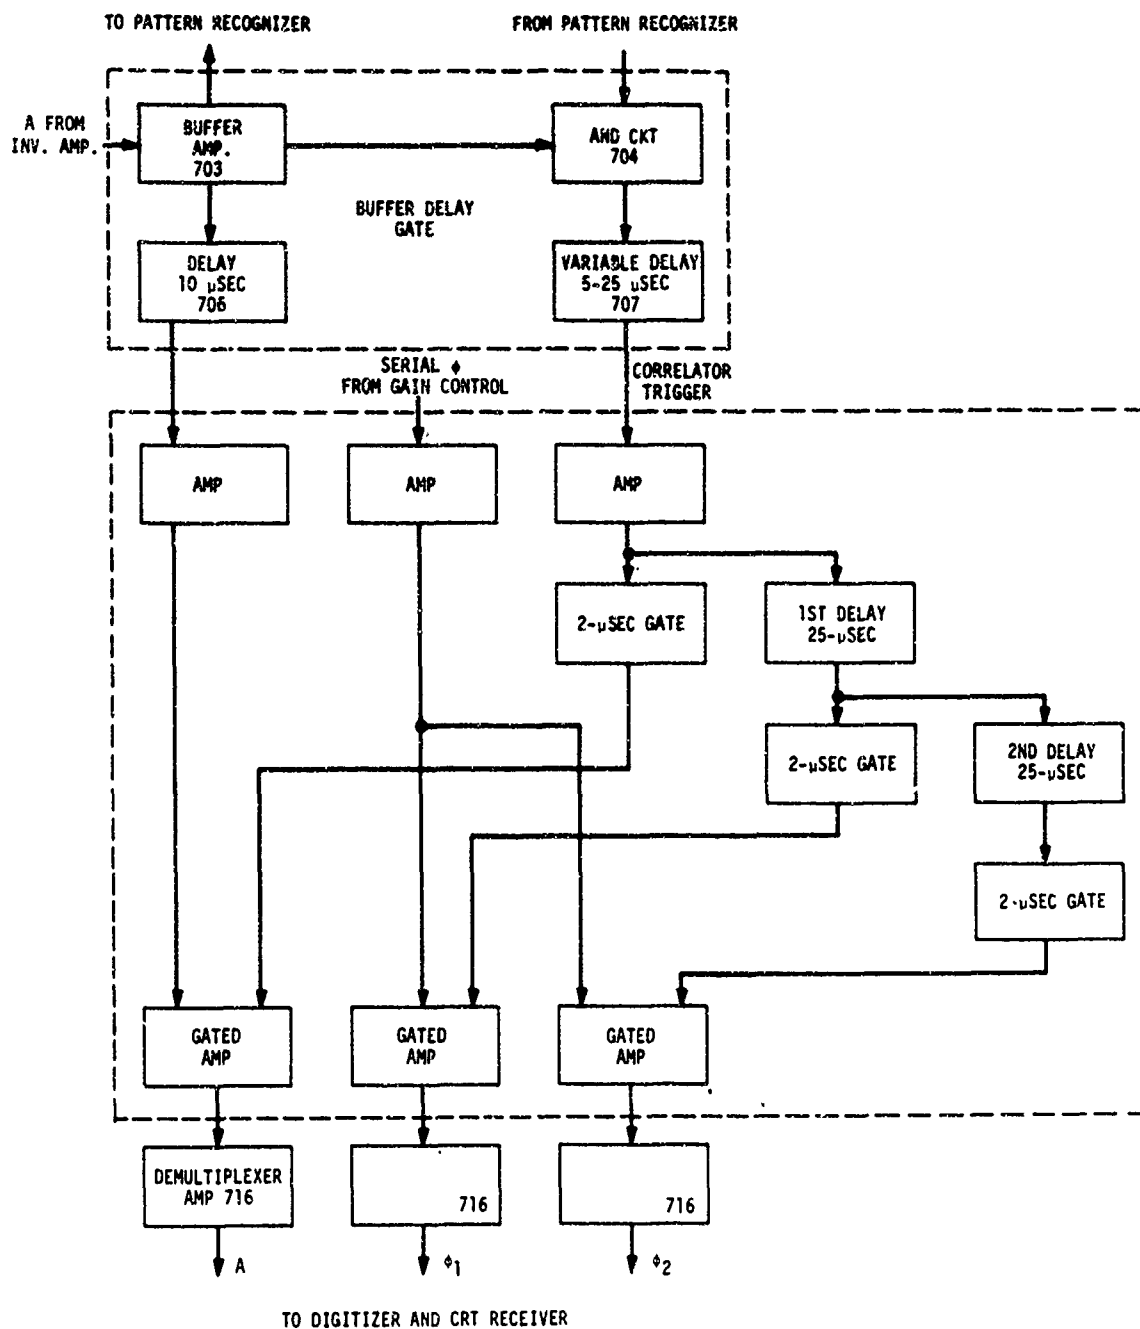 TO PATTERN RECOGNIZER
FROM PATTERN RECOGNIZER
A FROM
INV. AMP.
BUFFER
AMP.
703
AND CKT
704
BUFFER DELAY
GATE
DELAY
10 μSEC
706
VARIABLE DELAY
5-25 μSEC
707
SERIAL ϕ
FROM GAIN CONTROL
CORRELATOR
TRIGGER
AMP
AMP
AMP
2-μSEC GATE
1ST DELAY
25-μSEC
2-μSEC GATE
2ND DELAY
25-μSEC
2-μSEC GATE
GATED
AMP
GATED
AMP
GATED
AMP
DEMULTIPLEXER
AMP 716
716
716
A
ϕ1
ϕ2
TO DIGITIZER AND CRT RECEIVER